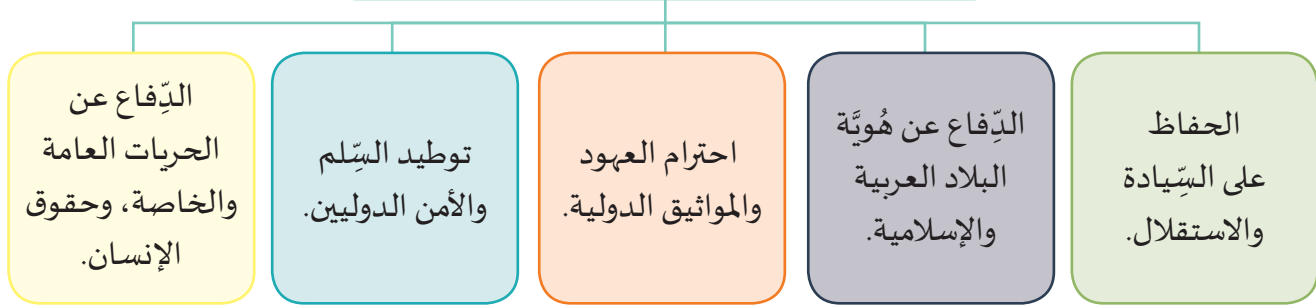 الحفاظ
على السِّيادة
والاستقلال.
الدِّفاع عن هُويَّة
البلاد العربية
والإسلامية.
احترام العهود
والمواثيق الدولية.
توطيد السِّلم
والأمن الدوليين.
الدِّفاع عن
الحريات العامة
والخاصة، وحقوق
الإنسان.